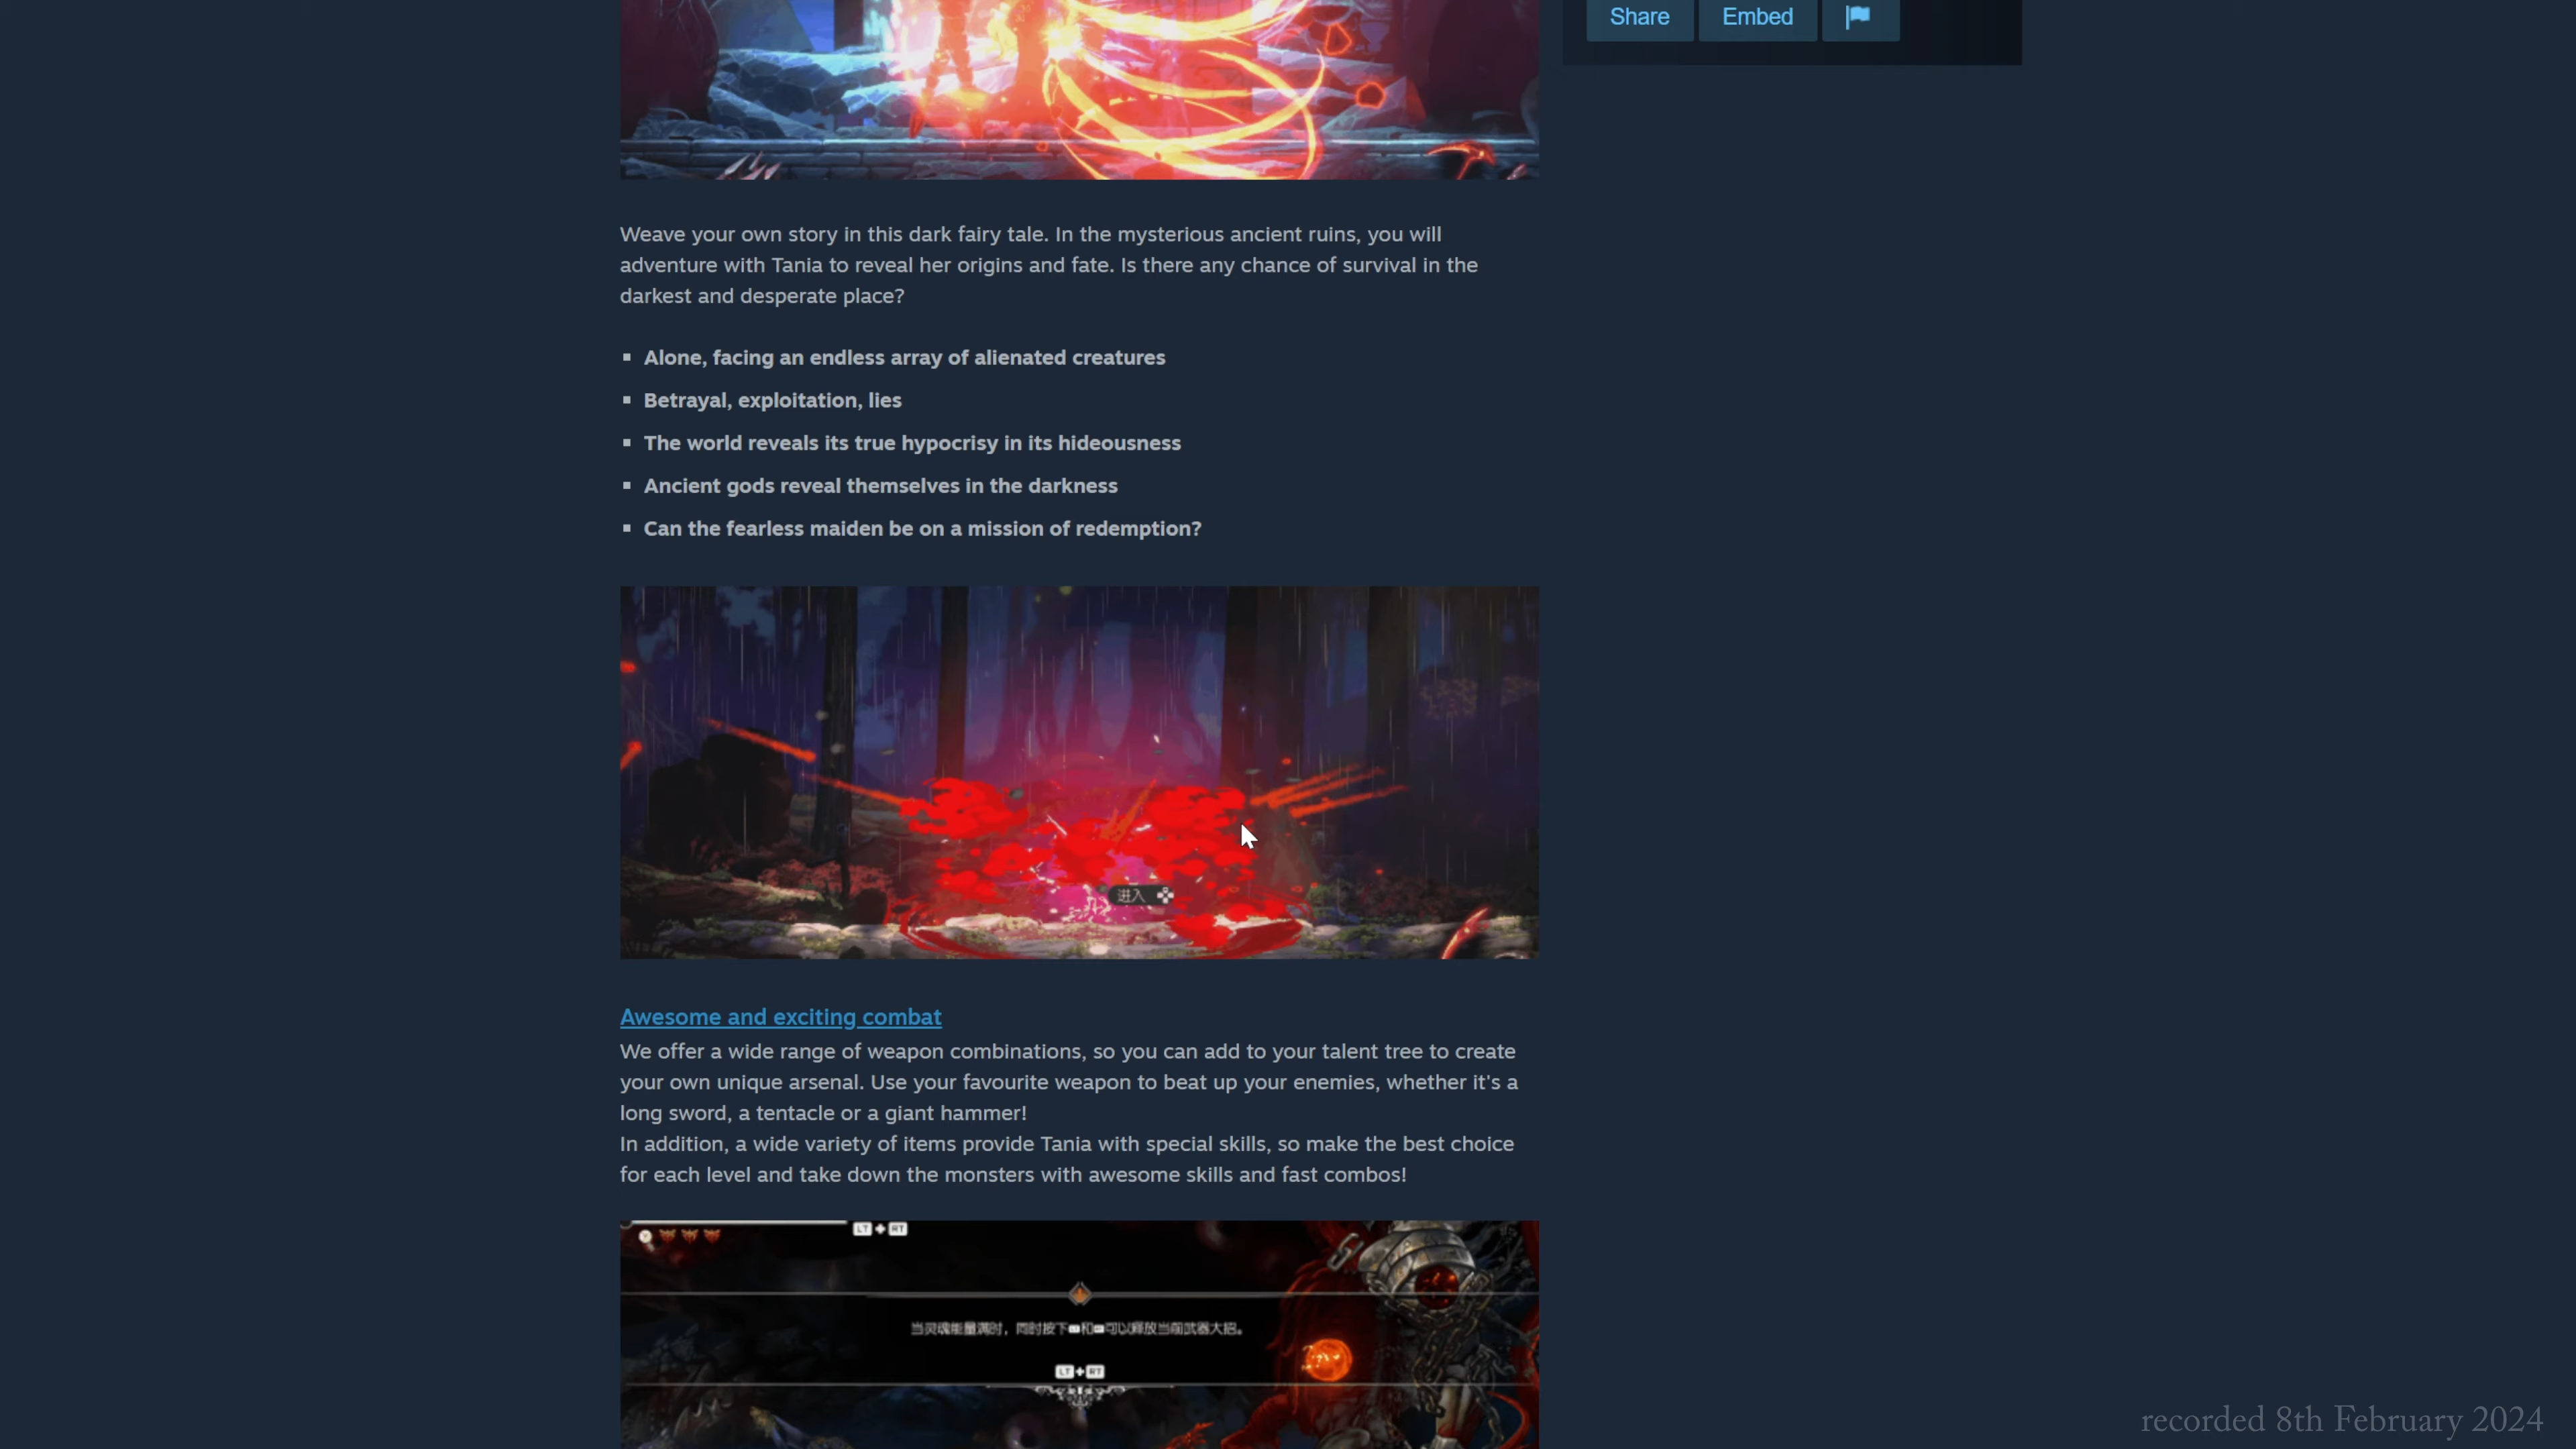 Share Embed
Weave your own story in this dark fairy tale. In the mysterious ancient ruins, you will
adventure with Tania to reveal her origins and fate. Is there any chance of survival in the
darkest and desperate place?
Alone, facing an endless array of alienated creatures
Betrayal, exploitation, lies
The world reveals its true hypocrisy in its hideousness
Ancient gods reveal themselves in the darkness
Can the fearless maiden be on a mission of redemption?
进入
Awesome and exciting combat
We offer a wide range of weapon combinations, so you can add to your talent tree to create
your own unique arsenal. Use your favourite weapon to beat up your enemies, whether it's a
long sword, a tentacle or a giant hammer!
In addition, a wide variety of items provide Tania with special skills, so make the best choice
for each level and take down the monsters with awesome skills and fast combos!
LT + RT
当灵魂能量满时，同时按下和可以释放当前武器大招。
LT + RT
recorded 8th February 2024